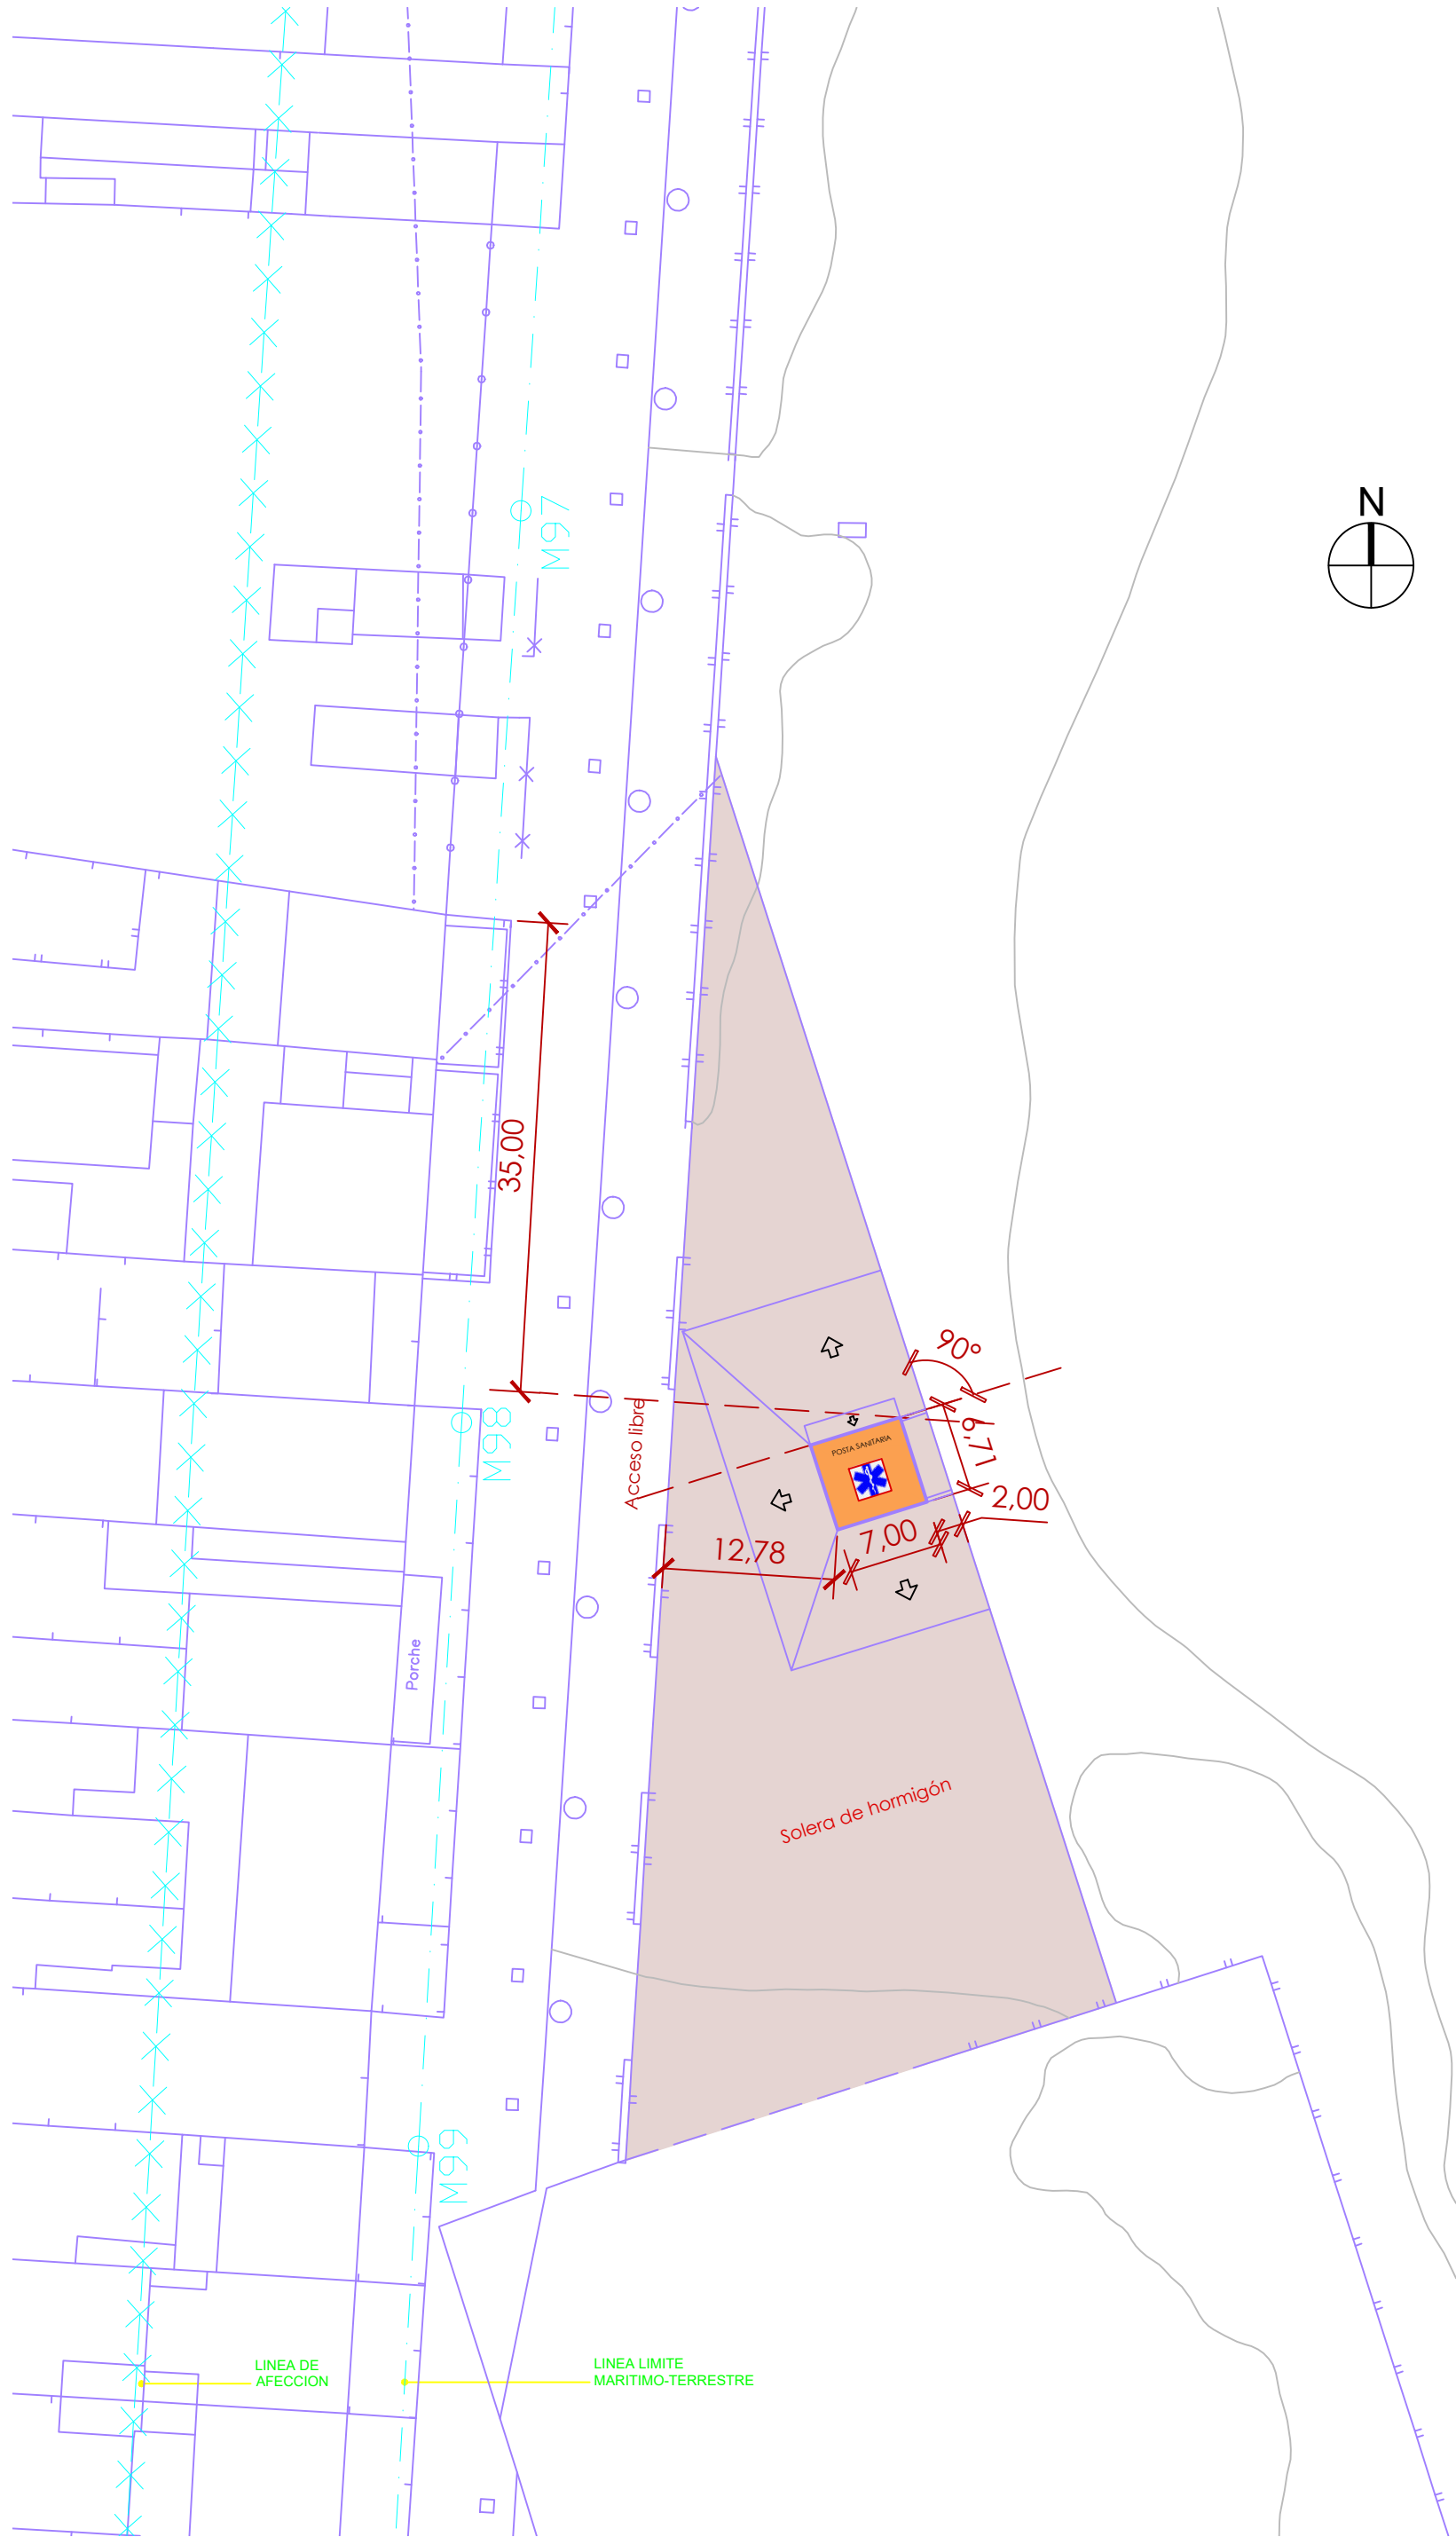 N
M97
35,00
90°
Acceso libre
M98
POSTA SANITARIA
6,71
2,00
7,00
12,78
Porche
Solera de hormigón
M99
LINEA DE
AFECCION
LINEA LIMITE
MARITIMO-TERRESTRE